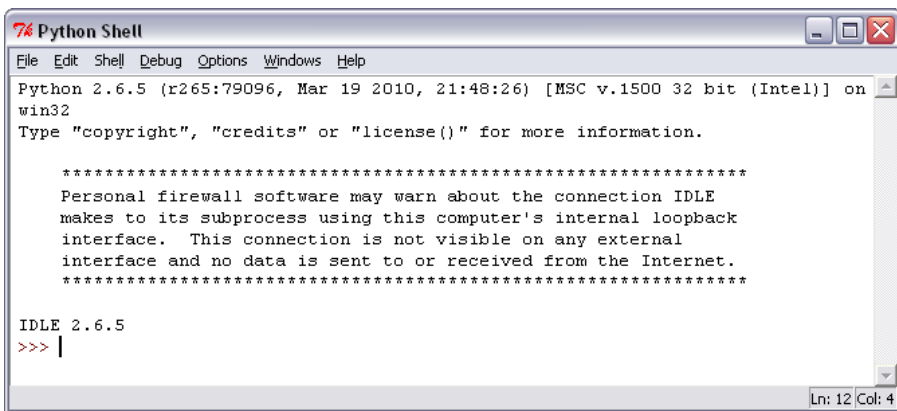 7% Python Shell
File Edit Shell Debug Options Windows Help
Python 2.6.5 (r265:79096, Mar 19 2010, 21:48:26) [MSC v.1500 32 bit (Intel)] on
win32
Type "copyright", "credits" or "license()" for more information.
****************************************************************
Personal firewall software may warn about the connection IDLE
makes to its subprocess using this computer's internal loopback
interface.  This connection is not visible on any external
interface and no data is sent to or received from the Internet.
****************************************************************
IDLE 2.6.5
>>>
Ln: 12 Col: 4